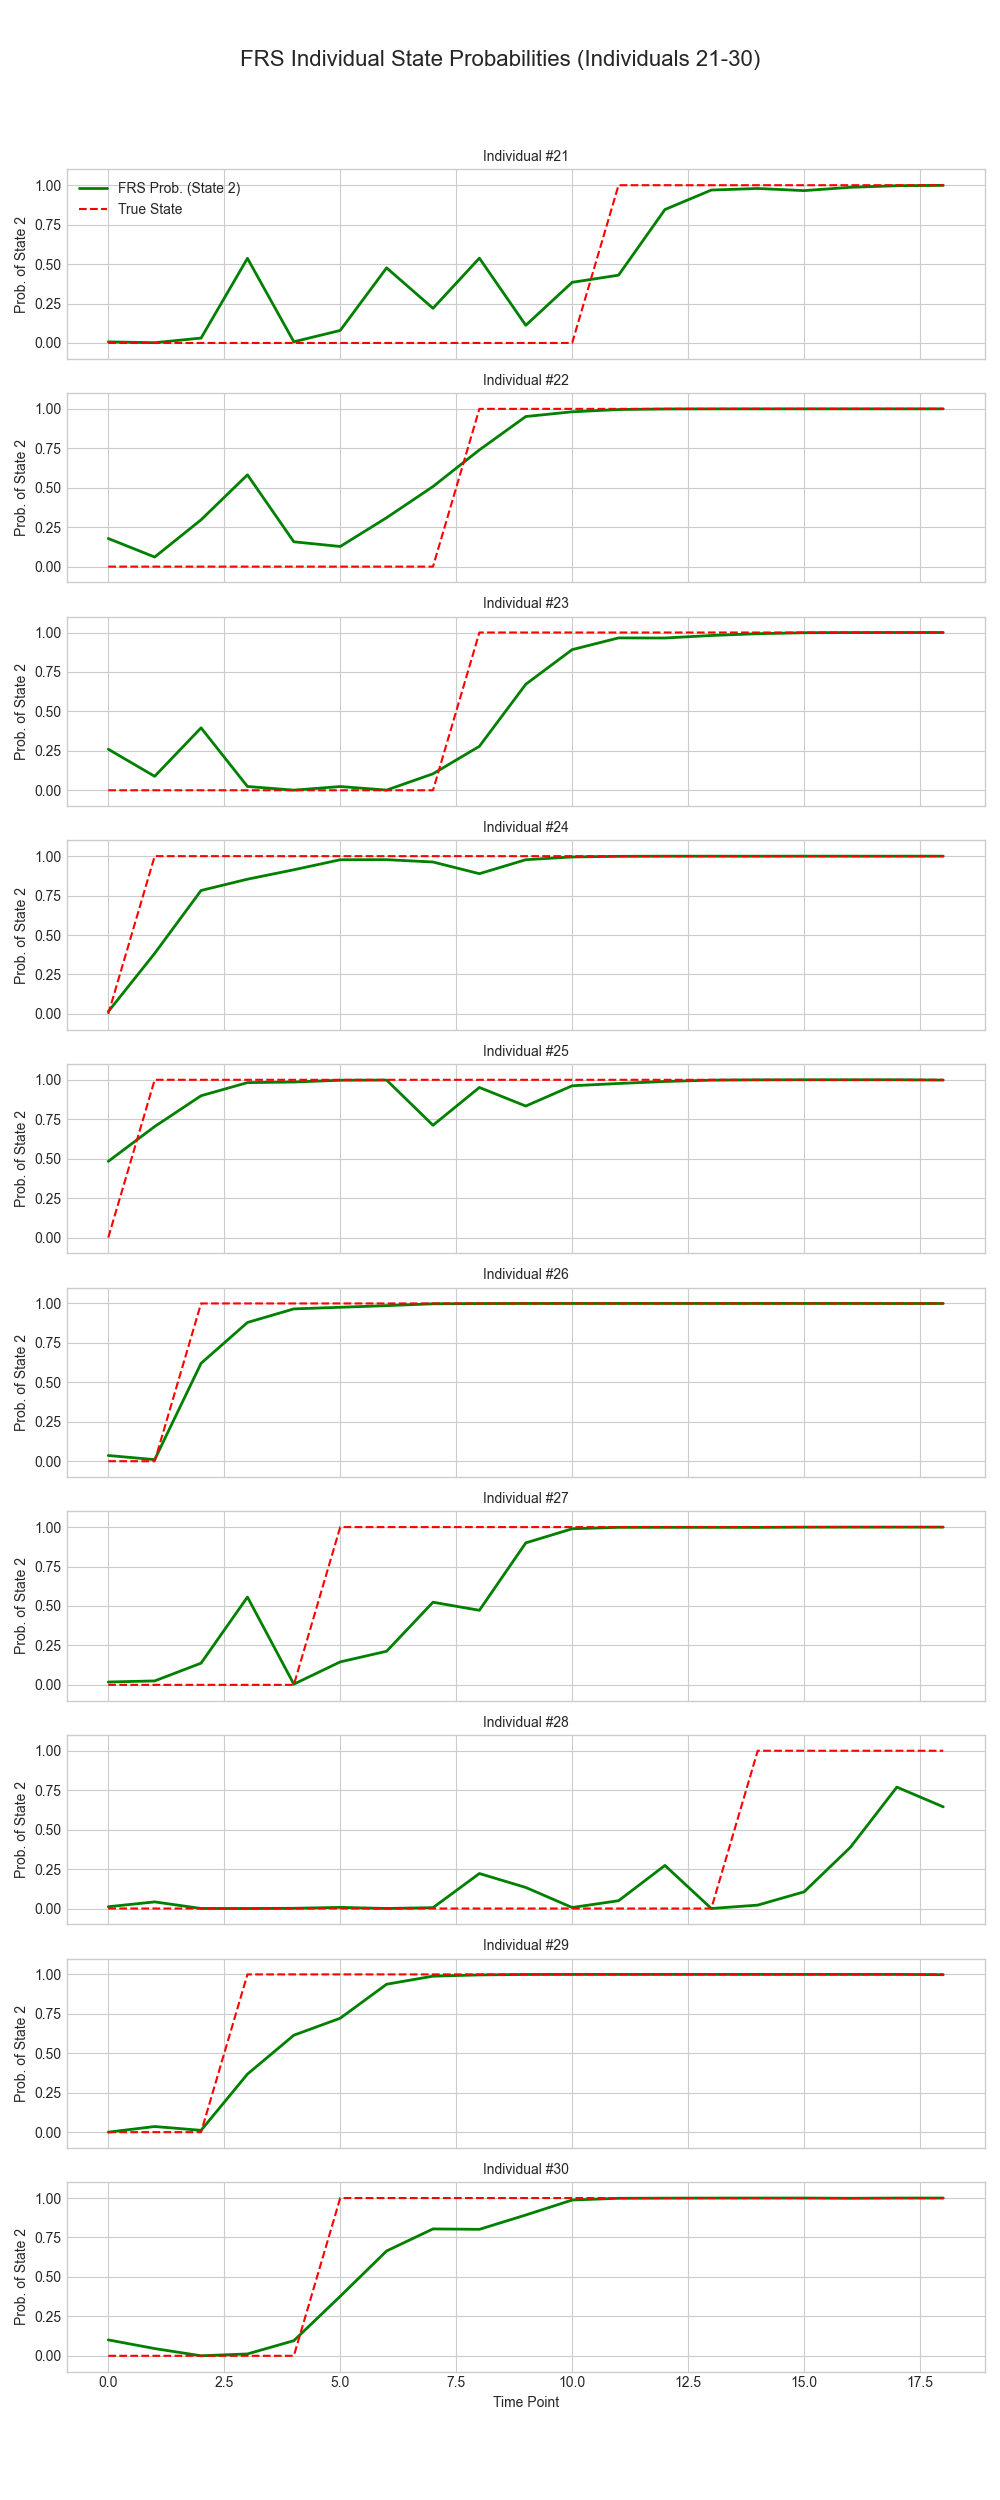 FRS Individual State Probabilities (Individuals 21-30)
Individual #21
1.00
0.75
0.50
0.25
0.00
Prob. of State 2
FRS Prob. (State 2)
True State
Individual #22
1.00
0.75
0.50
0.25
0.00
Prob. of State 2
Individual #23
1.00
0.75
0.50
0.25
0.00
Prob. of State 2
Individual #24
1.00
0.75
0.50
0.25
0.00
Prob. of State 2
Individual #25
1.00
0.75
0.50
0.25
0.00
Prob. of State 2
Individual #26
1.00
0.75
0.50
0.25
0.00
Prob. of State 2
Individual #27
1.00
0.75
0.50
0.25
0.00
Prob. of State 2
Individual #28
1.00
0.75
0.50
0.25
0.00
Prob. of State 2
Individual #29
1.00
0.75
0.50
0.25
0.00
Prob. of State 2
Individual #30
1.00
0.75
0.50
0.25
0.00
Prob. of State 2
0.0 2.5 5.0 7.5 10.0 12.5 15.0 17.5
Time Point